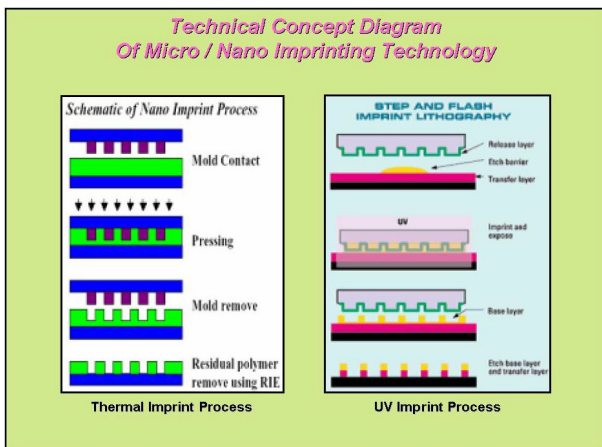 Technical Concept Diagram
Of Micro / Nano Imprinting Technology
Schematic of Nano Imprint Process
Mold Contact
Pressing
Mold remove
Residual polymer
remove using RIE
Thermal Imprint Process
STEP AND FLASH
IMPRINT LITHOGRAPHY
Release layer
Etch barrier
Transfer layer
UV
Imprint and
expose
Base layer
Etch base layer
and transfer layer
UV Imprint Process